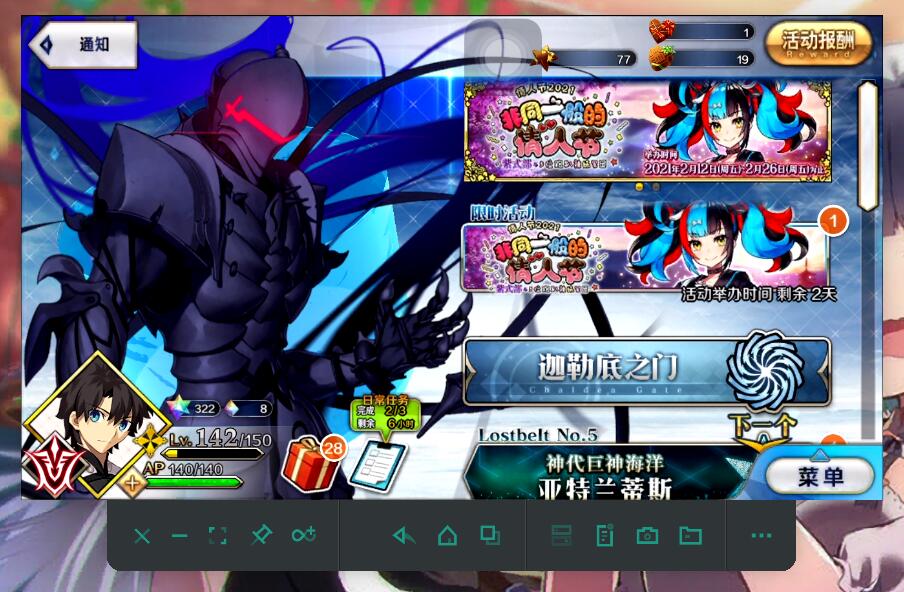 通知
77
1
19
活动报酬
Reward
情人节2021
非同一般的
情人节
举办时间
2021年2月12日(周五)~2月26日(周五)为止
限时活动
1
情人节2021
非同一般的
情人节
活动举办时间 剩余 2天
迦勒底之门
Chaldea Gate
322
8
日常任务
完成 2/3
剩余 6小时
Lv. 142/150
AP 140/140
28
下一个
Lostbelt No.5
神代巨神海洋
亚特兰蒂斯
菜单